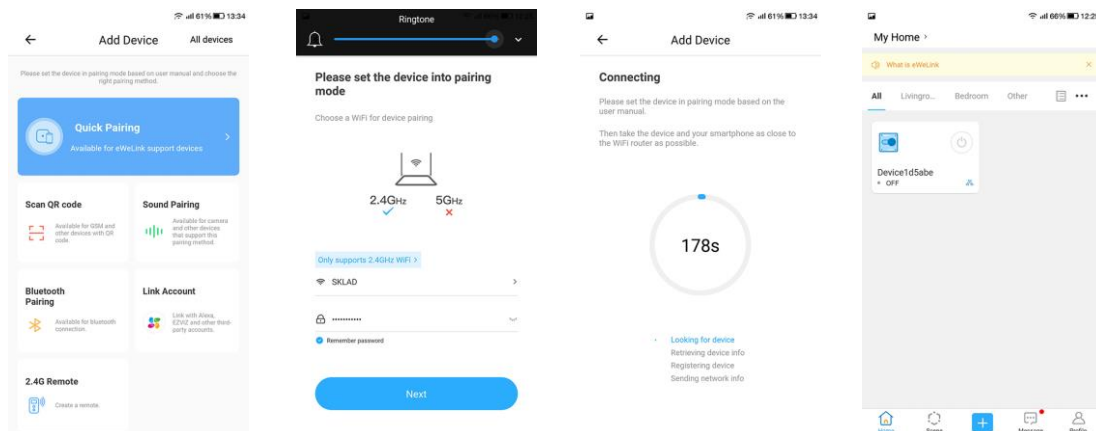 61% 13:34
Add Device
All devices
Please set the device in pairing mode based on user manual and choose the
right pairing method.
Quick Pairing
Available for eWeLink support
devices
Scan QR code
Available for GSM and
other devices with QR
code.
Sound Pairing
Available for camera
and other devices
that support this
pairing method.
Bluetooth
Pairing
Available for bluetooth
connection.
Link Account
Link with Alexa,
EZVIZ and other third-
party accounts.
2.4G Remote
Create a remote.
Ringtone
Please set the device into pairing
mode
Choose a WiFi for device pairing
2.4GHz
5GHz
Only supports 2.4GHz WiFi >
SKLAD
Remember password
Next
61% 13:34
Add Device
Connecting
Please set the device in pairing mode based on the
user manual.
Then take the device and your smartphone as close to
the WiFi router as possible.
178s
Looking for device
Retrieving device info
Registering device
Sending network info
66% 12:25
My Home >
What is eWeLink
All
Livingro...
Bedroom
Other
Device1d5abe
OFF
Home
Scene
Message
Profile